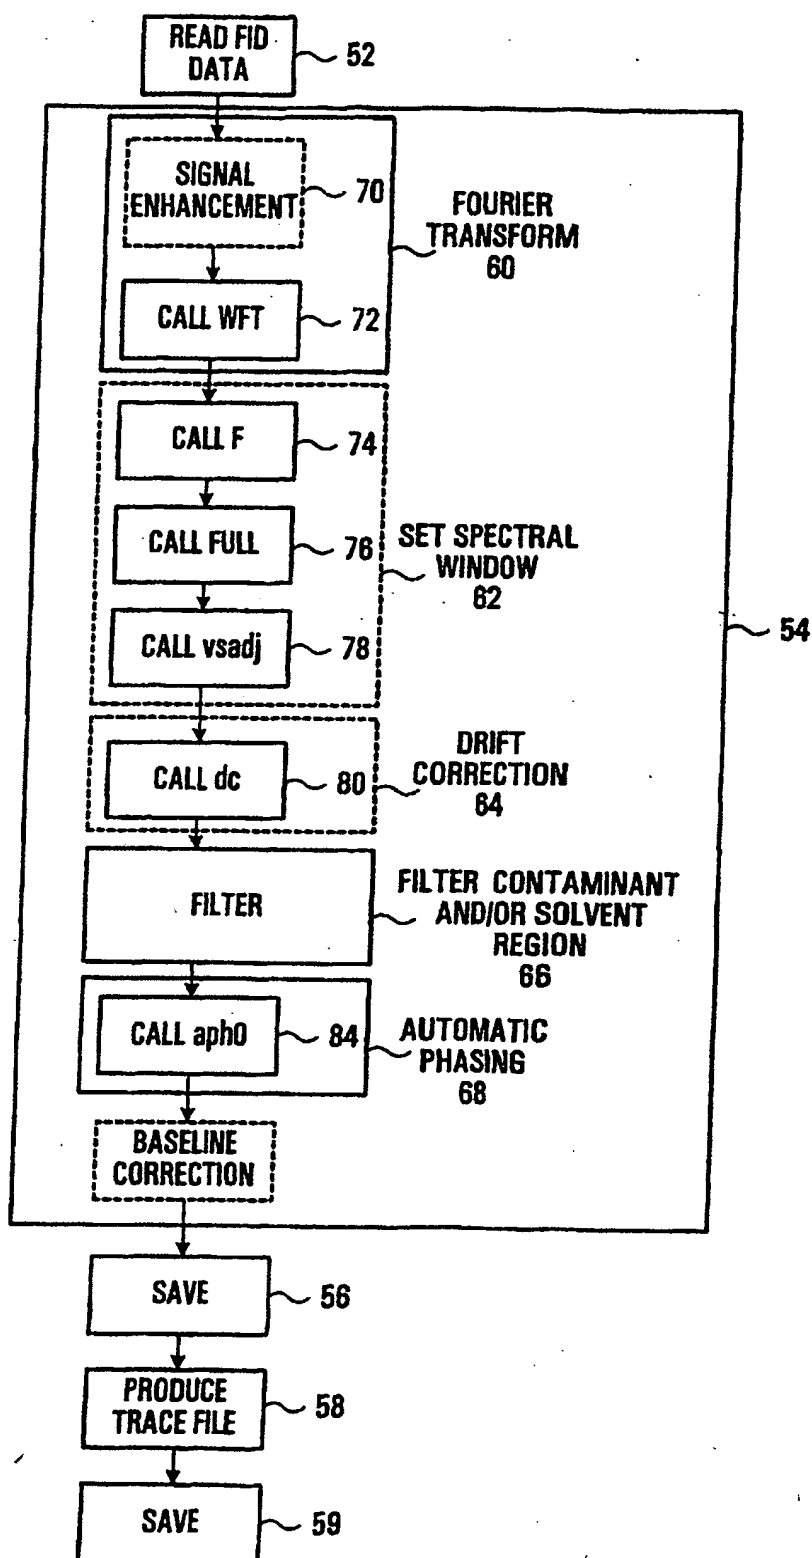 READ FID
DATA
52
SIGNAL
ENHANCEMENT
70
FOURIER
TRANSFORM
60
CALL WFT
72
CALL F
74
CALL FULL
76
SET SPECTRAL
WINDOW
62
CALL vsadj
78
54
CALL dc
80
DRIFT
CORRECTION
64
FILTER
FILTER CONTAMINANT
AND/OR SOLVENT
REGION
66
CALL aph0
84
AUTOMATIC
PHASING
68
BASELINE
CORRECTION
SAVE
56
PRODUCE
TRACE FILE
58
SAVE
59